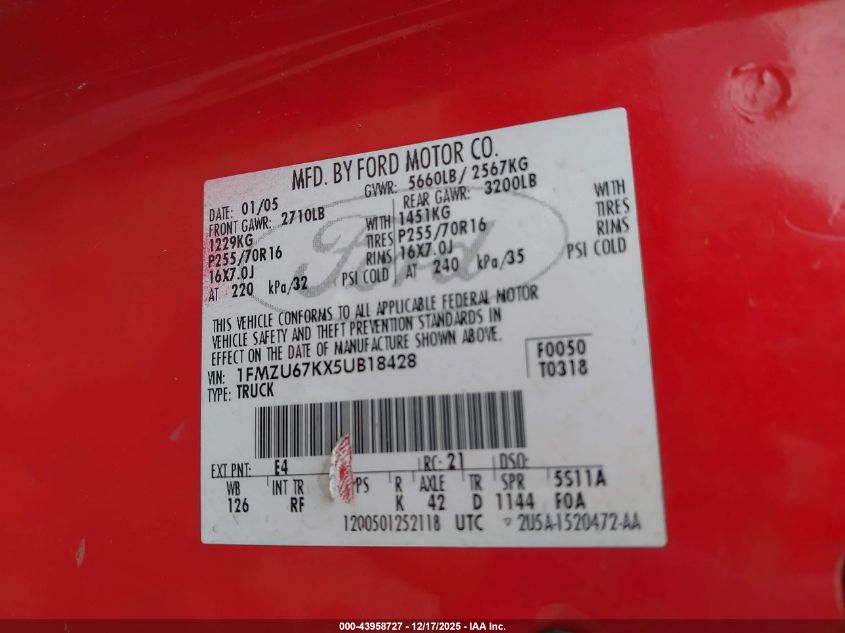 MFD. BY FORD MOTOR CO.
DATE: 01/05 GVWR: 5660LB / 2567KG
FRONT GAWR: 2710LB REAR GAWR: 3200LB
1229KG WITH 1451KG WITH
P255/70R16 TIRES P255/70R16 TIRES
16X7.0J RIMS 16X7.0J RIMS
AT 220 kPa/32 PSI COLD AT 240 kPa/35 PSI COLD
Ford
THIS VEHICLE CONFORMS TO ALL APPLICABLE FEDERAL MOTOR
VEHICLE SAFETY AND THEFT PREVENTION STANDARDS IN
EFFECT ON THE DATE OF MANUFACTURE SHOWN ABOVE.
VIN: 1FMZU67KX5UB18428 F0050
TYPE: TRUCK T0318
EXT PNT: E4 RC: 21 DSO:
WB INT TR PS R AXLE TR SPR 5S11A
126 RF K 42 D 1144 F0A
1200501252118 UTC ▽ 2U5A-1520472-AA
000-43958727 - 12/17/2025 - IAA Inc.